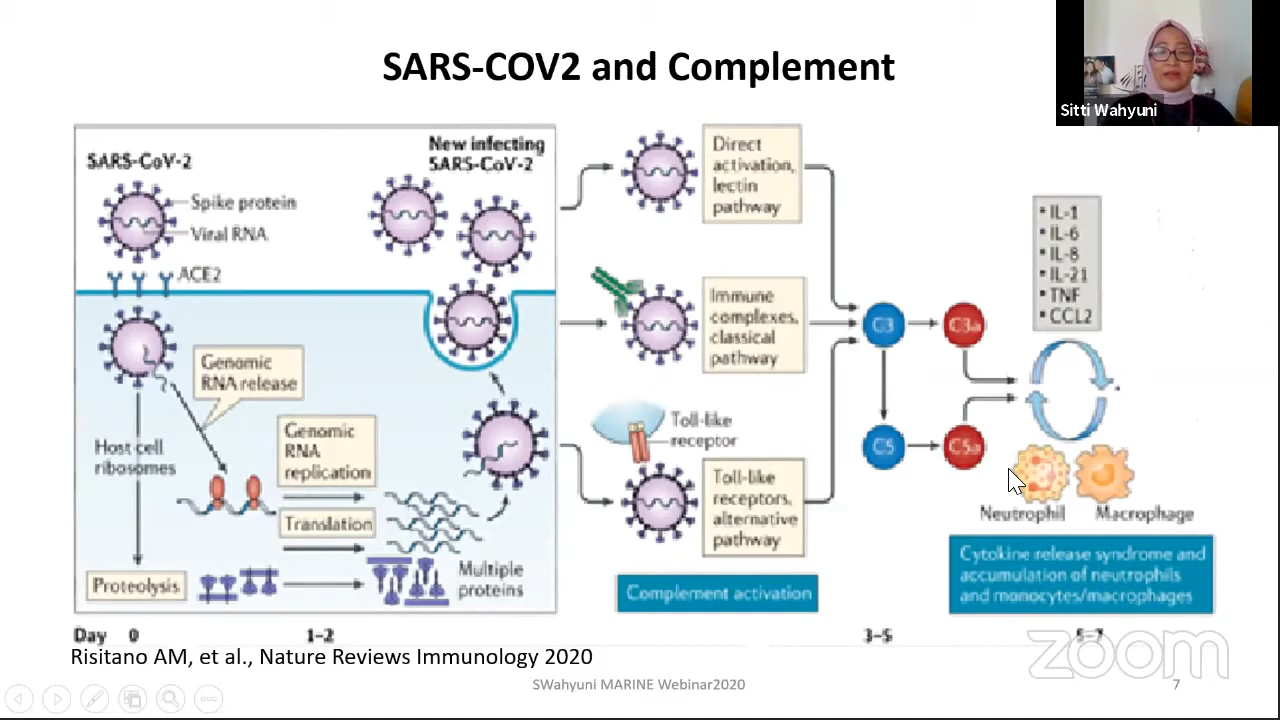 SARS-COV2 and Complement
Sitti Wahyuni
SARS-CoV-2
Spike protein
Viral RNA
ACE2
New infecting
SARS-CoV-2
Genomic
RNA release
Host cell
ribosomes
Genomic
RNA
replication
Translation
Proteolysis
Multiple
proteins
Direct
activation,
lectin
pathway
Immune
complexes,
classical
pathway
Toll-like
receptor
Toll-like
receptors,
alternative
pathway
Complement activation
C3
C3a
C5
C5a
• IL-1
• IL-6
• IL-8
• IL-21
• TNF
• CCL2
Neutrophil
Macrophage
Cytokine release syndrome and
accumulation of neutrophils
and monocytes/macrophages
Day 0 1–2 3–5 5–7
Risitano AM, et al., Nature Reviews Immunology 2020
SWahyuni MARINE Webinar2020
7
zoom